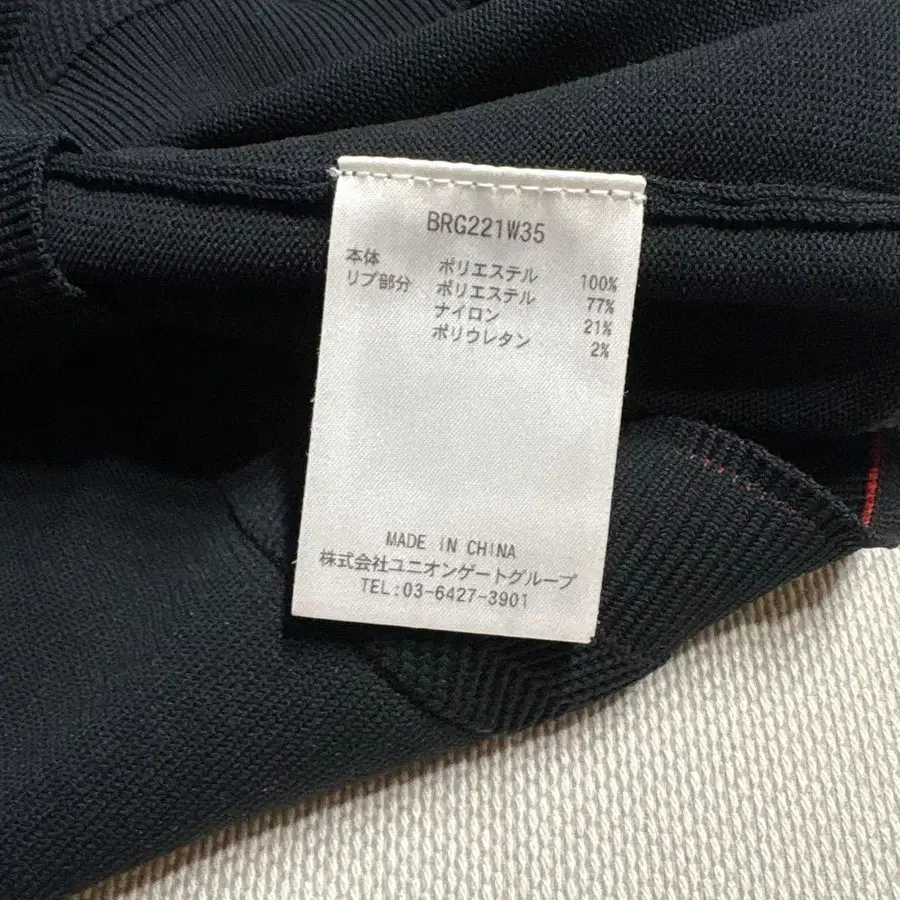 BRG221W35
本体 ポリエステル 100%
リブ部分 ポリエステル 77%
ナイロン 21%
ポリウレタン 2%
MADE IN CHINA
株式会社ユニオンゲートグループ
TEL:03-6427-3901